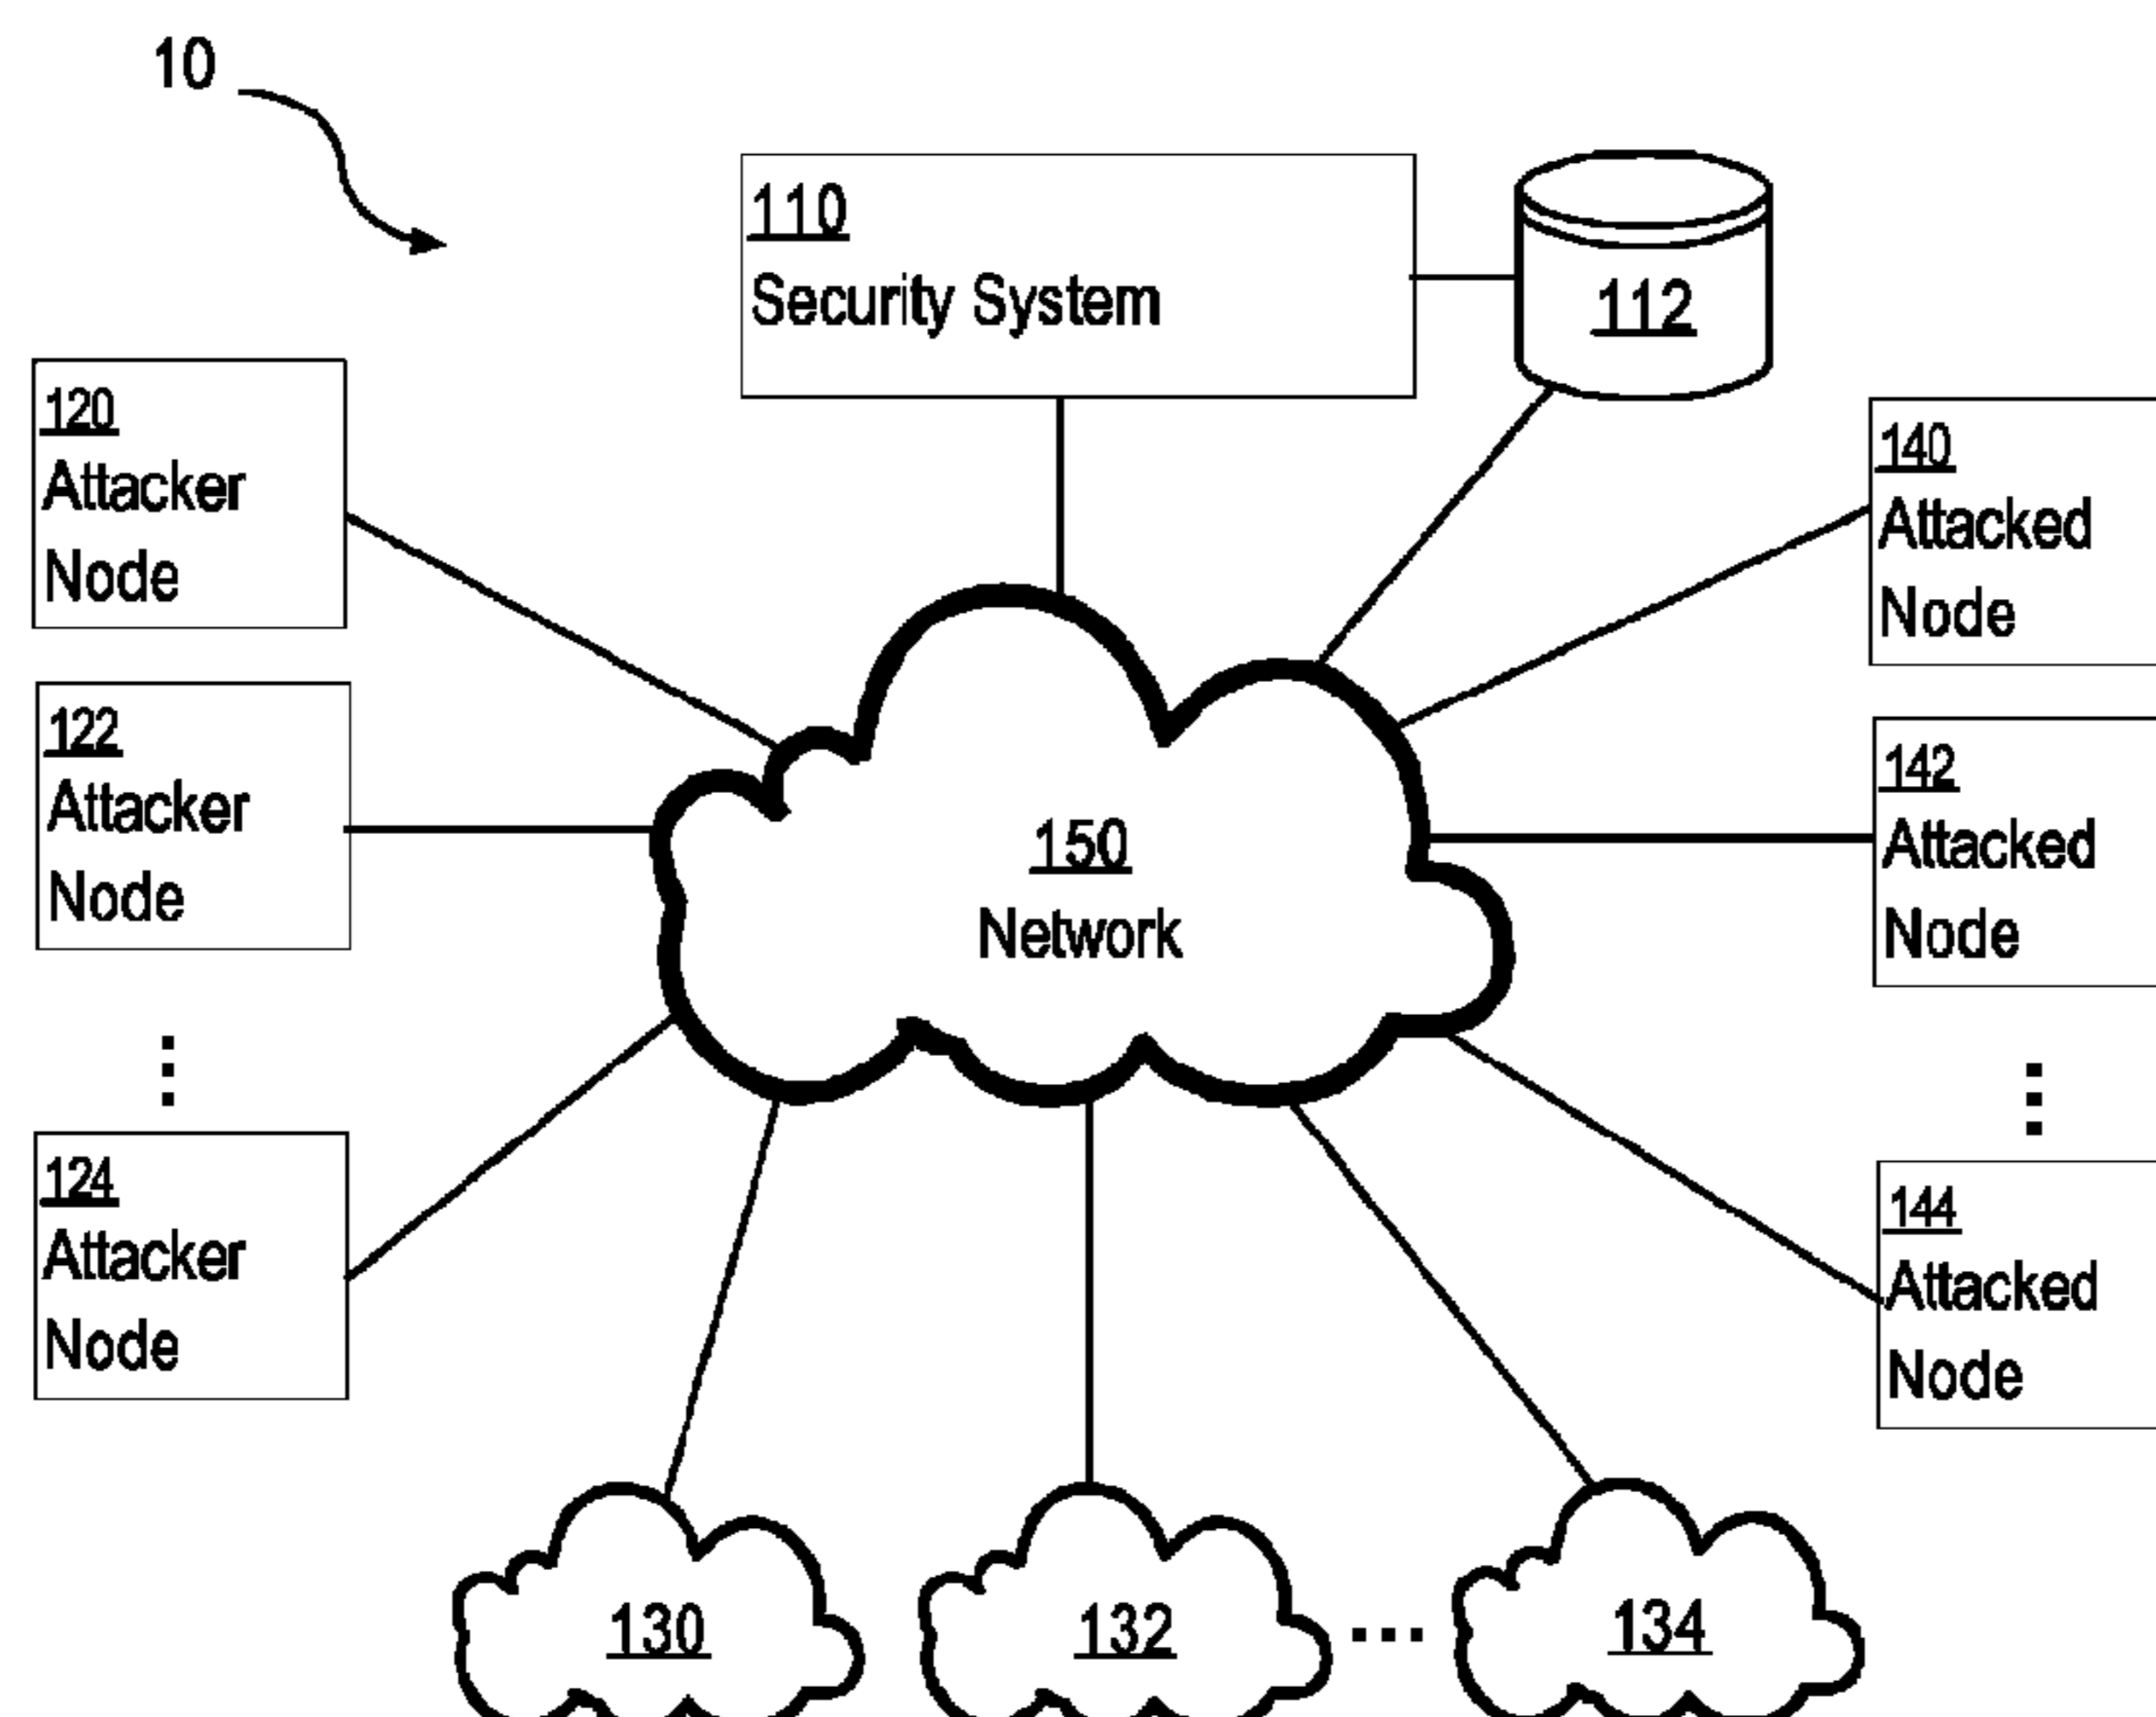 10
110
Security System
112
120
Attacker
Node
140
Attacked
Node
122
Attacker
Node
142
Attacked
Node
150
Network
⋮
⋮
124
Attacker
Node
144
Attacked
Node
130
132
...
134